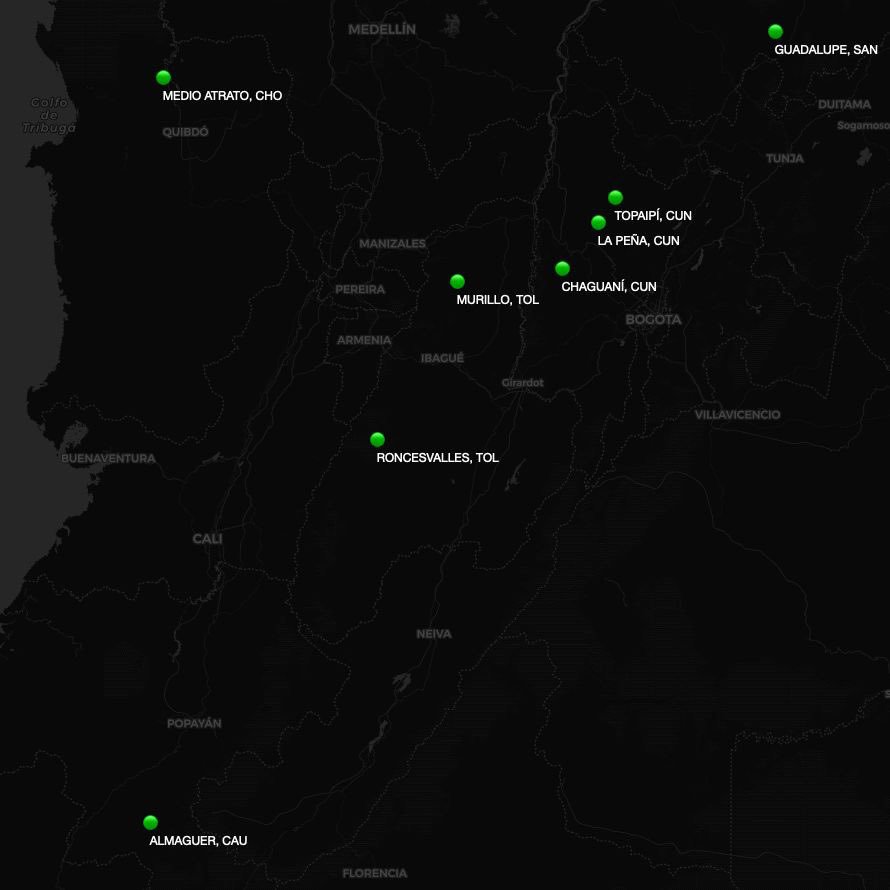 MEDELLÍN
GUADALUPE, SAN
MEDIO ATRATO, CHO
Golfo
de
Tribugá
DUITAMA
Sogamoso
QUIBDÓ
TUNJA
TOPAIPÍ, CUN
LA PEÑA, CUN
MANIZALES
CHAGUANÍ, CUN
PEREIRA
MURILLO, TOL
BOGOTA
ARMENIA
IBAGUÉ
Girardot
VILLAVICENCIO
BUENAVENTURA
RONCESVALLES, TOL
CALI
NEIVA
POPAYÁN
ALMAGUER, CAU
FLORENCIA